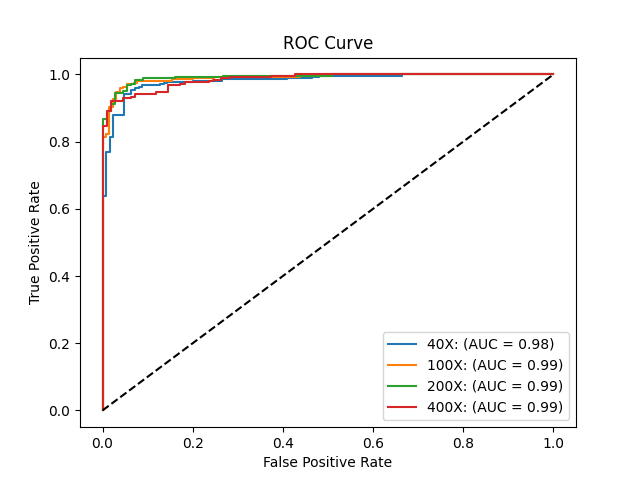 ROC Curve
True Positive Rate
1.0
0.8
0.6
0.4
0.2
0.0
40X: (AUC = 0.98)
100X: (AUC = 0.99)
200X: (AUC = 0.99)
400X: (AUC = 0.99)
0.0 0.2 0.4 0.6 0.8 1.0
False Positive Rate